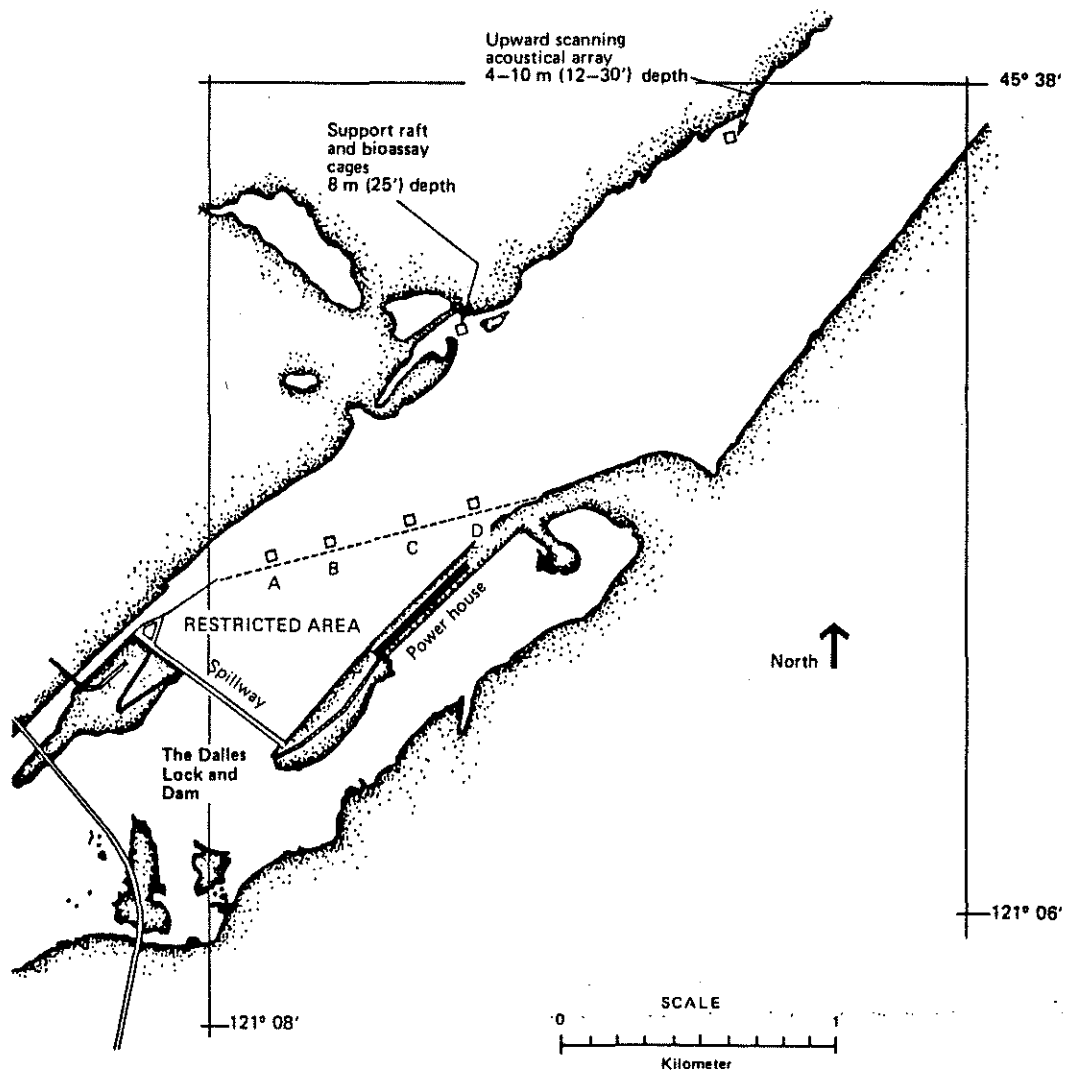 Upward scanning
acoustical array
4–10 m (12–30') depth
45° 38'
Support raft
and bioassay
cages
8 m (25') depth
A
B
C
D
RESTRICTED AREA
Spillway
Power house
North
The Dalles
Lock and
Dam
121° 06'
121° 08'
SCALE
0 1
Kilometer